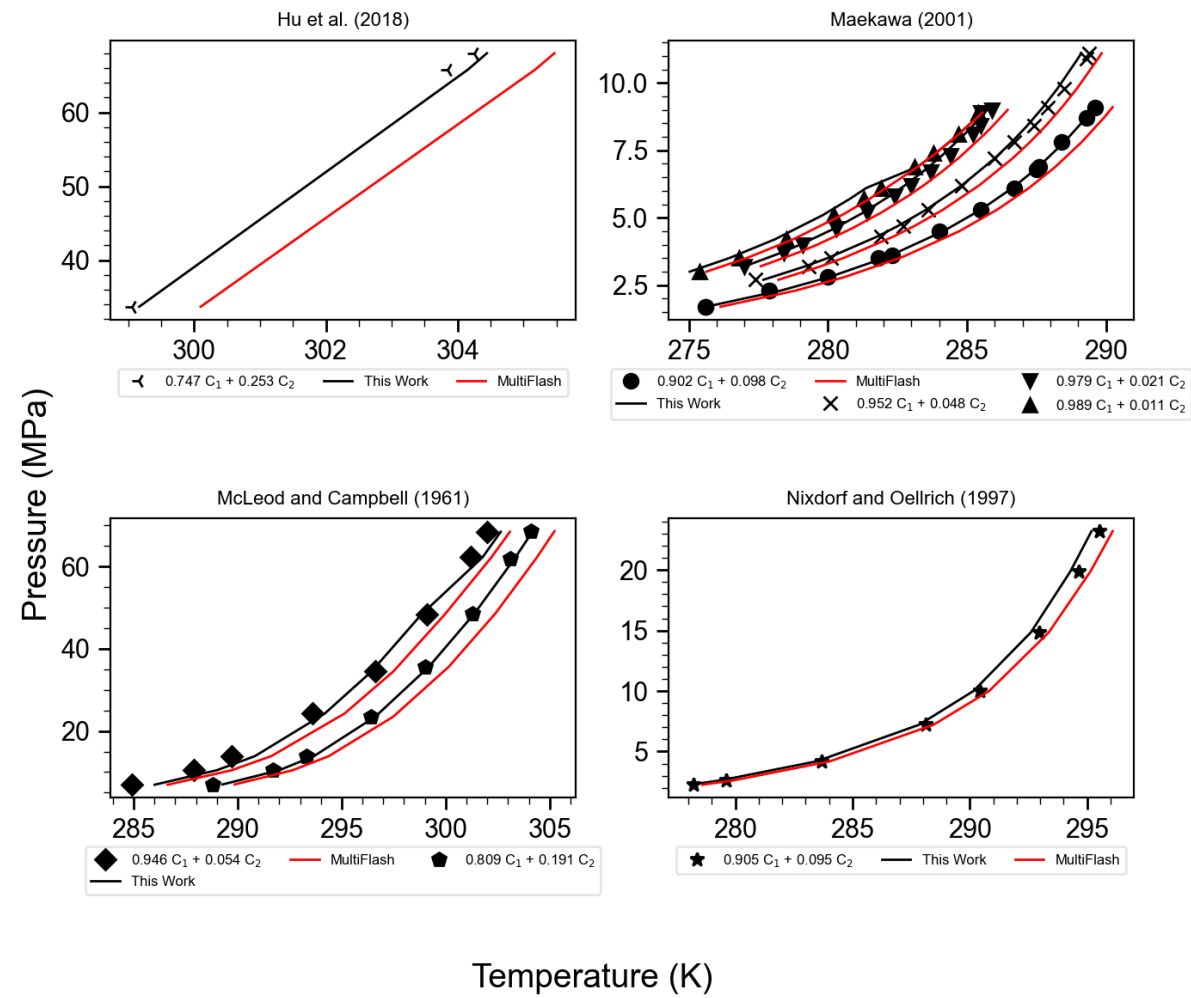 Hu et al. (2018)
60
50
40
300 302 304
0.747 C₁ + 0.253 C₂ This Work MultiFlash
Maekawa (2001)
10.0
7.5
5.0
2.5
275 280 285 290
0.902 C₁ + 0.098 C₂ MultiFlash 0.979 C₁ + 0.021 C₂
This Work 0.952 C₁ + 0.048 C₂ 0.989 C₁ + 0.011 C₂
Pressure (MPa)
McLeod and Campbell (1961)
60
40
20
285 290 295 300 305
0.946 C₁ + 0.054 C₂ MultiFlash 0.809 C₁ + 0.191 C₂
This Work
Nixdorf and Oellrich (1997)
20
15
10
5
280 285 290 295
0.905 C₁ + 0.095 C₂ This Work MultiFlash
Temperature (K)